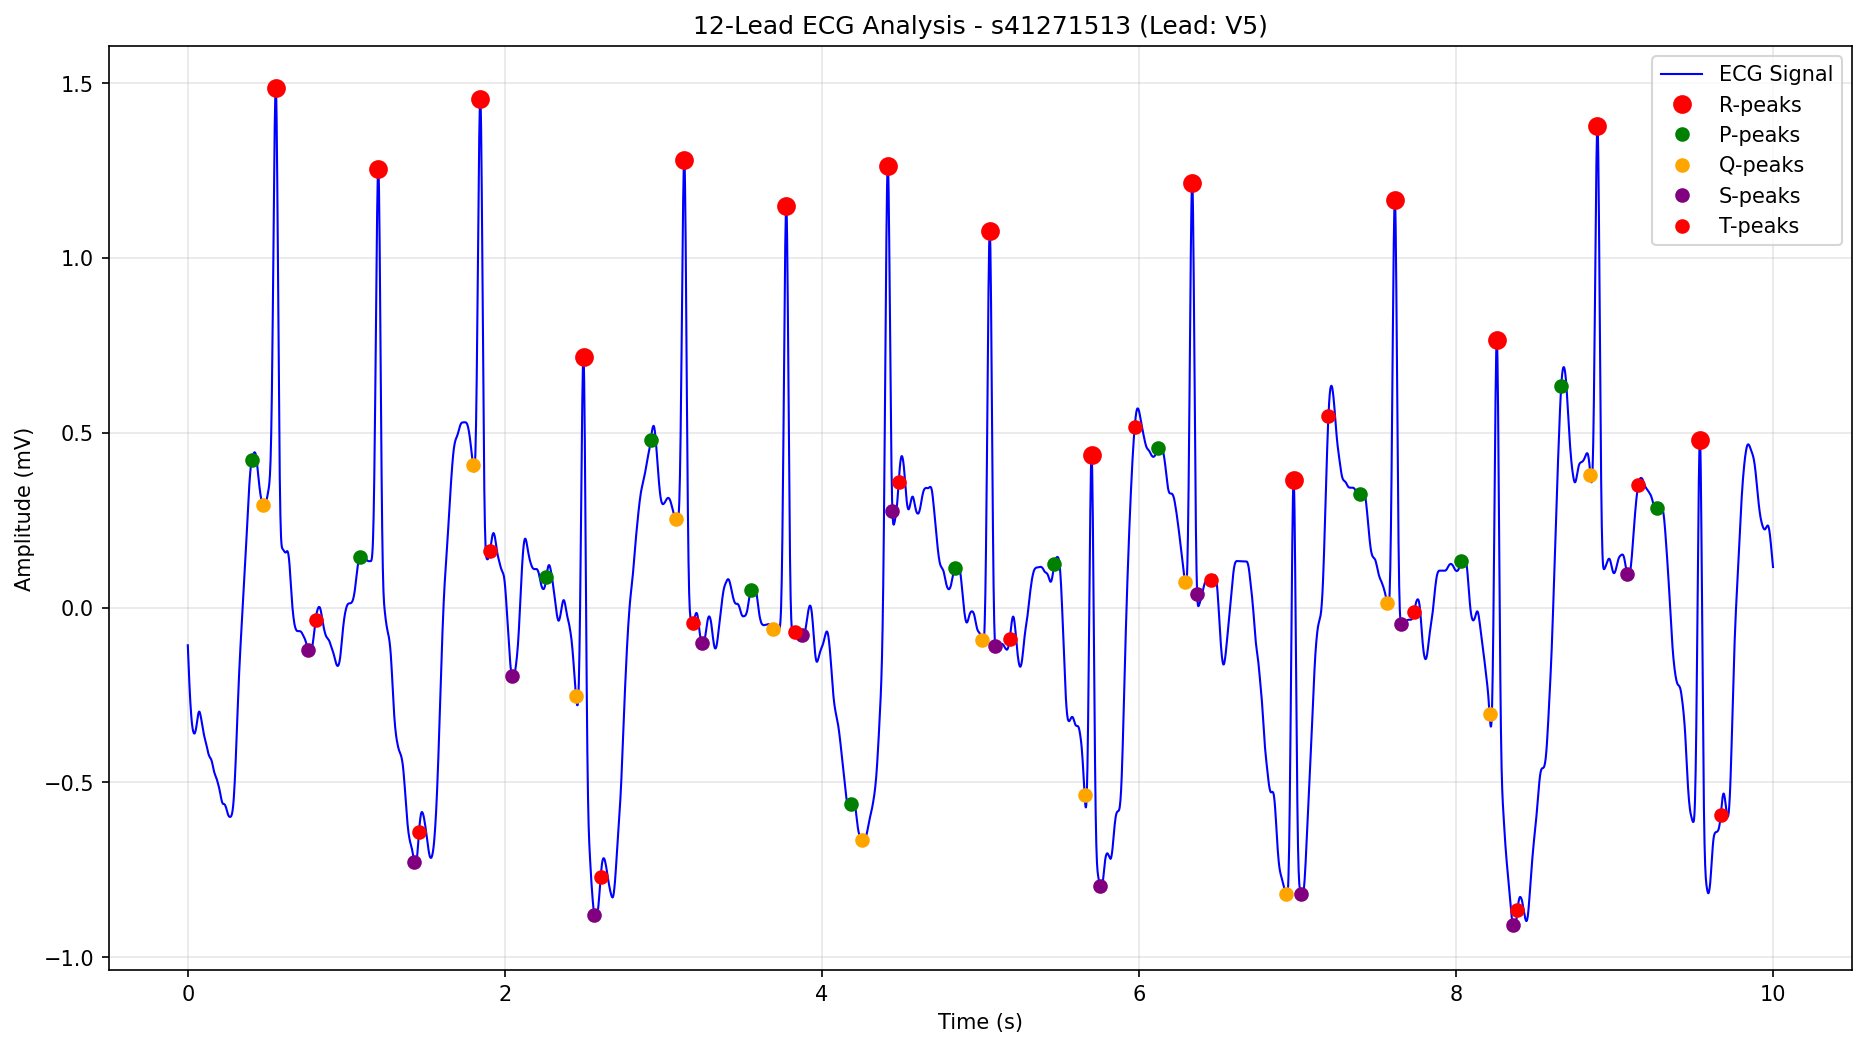 12-Lead ECG Analysis - s41271513 (Lead: V5)
ECG Signal
R-peaks
P-peaks
Q-peaks
S-peaks
T-peaks
Amplitude (mV)
1.5
1.0
0.5
0.0
−0.5
−1.0
0 2 4 6 8 10
Time (s)